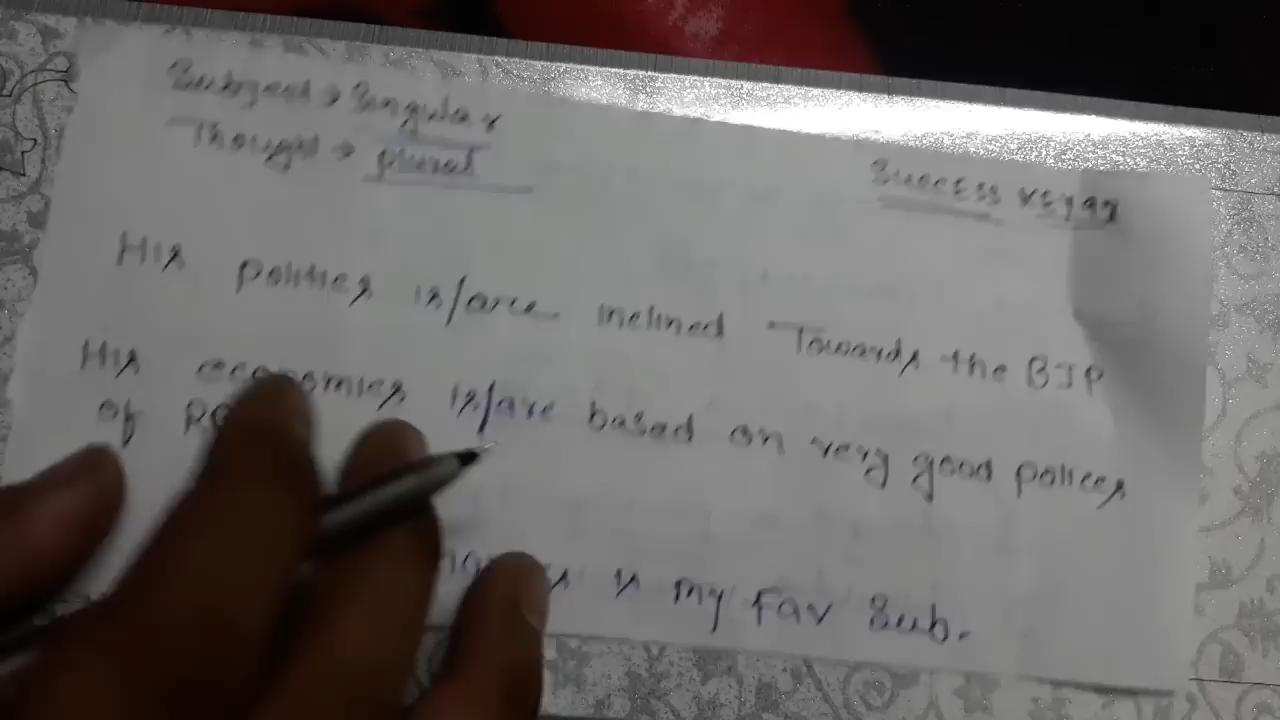 Subject → Singular
Thought → plural
Success vyav
His politics is/are inclined Towards the BJP
His economics is/are based on very good polices
of
is my Fav Sub.